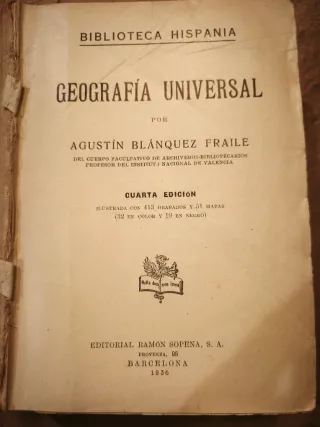 BIBLIOTECA HISPANIA
GEOGRAFÍA UNIVERSAL
POR
AGUSTÍN BLÁNQUEZ FRAILE
DEL CUERPO FACULTATIVO DE ARCHIVEROS-BIBLIOTECARIOS
PROFESOR DEL INSTITUTO NACIONAL DE VALENCIA
CUARTA EDICIÓN
ILUSTRADA CON 413 GRABADOS Y 51 MAPAS
(32 EN COLOR Y 19 EN NEGRO)
EDITORIAL RAMON SOPENA, S. A.
PROVENZA, 95
BARCELONA
1936